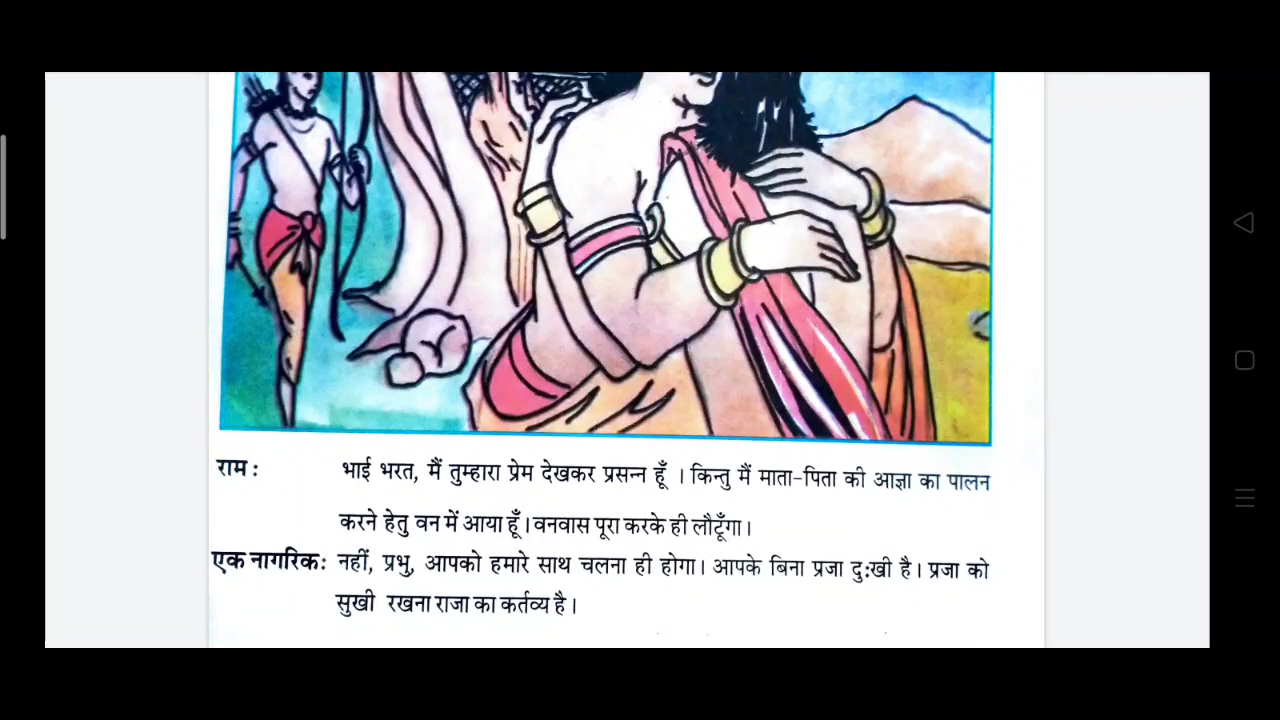 राम : भाई भरत, मैं तुम्हारा प्रेम देखकर प्रसन्न हूँ । किन्तु मैं माता-पिता की आज्ञा का पालन
करने हेतु वन में आया हूँ। वनवास पूरा करके ही लौटूँगा।
एक नागरिक: नहीं, प्रभु, आपको हमारे साथ चलना ही होगा। आपके बिना प्रजा दु:खी है। प्रजा को
सुखी रखना राजा का कर्तव्य है।